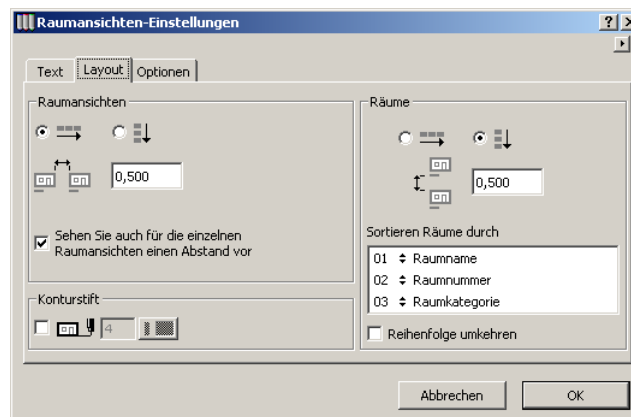 Raumansichten-Einstellungen
Text Layout Optionen
Raumansichten
0,500
Sehen Sie auch für die einzelnen
Raumansichten einen Abstand vor
Konturstift
4
Räume
0,500
Sortieren Räume durch
01 Raumname
02 Raumnummer
03 Raumkategorie
Reihenfolge umkehren
Abbrechen OK